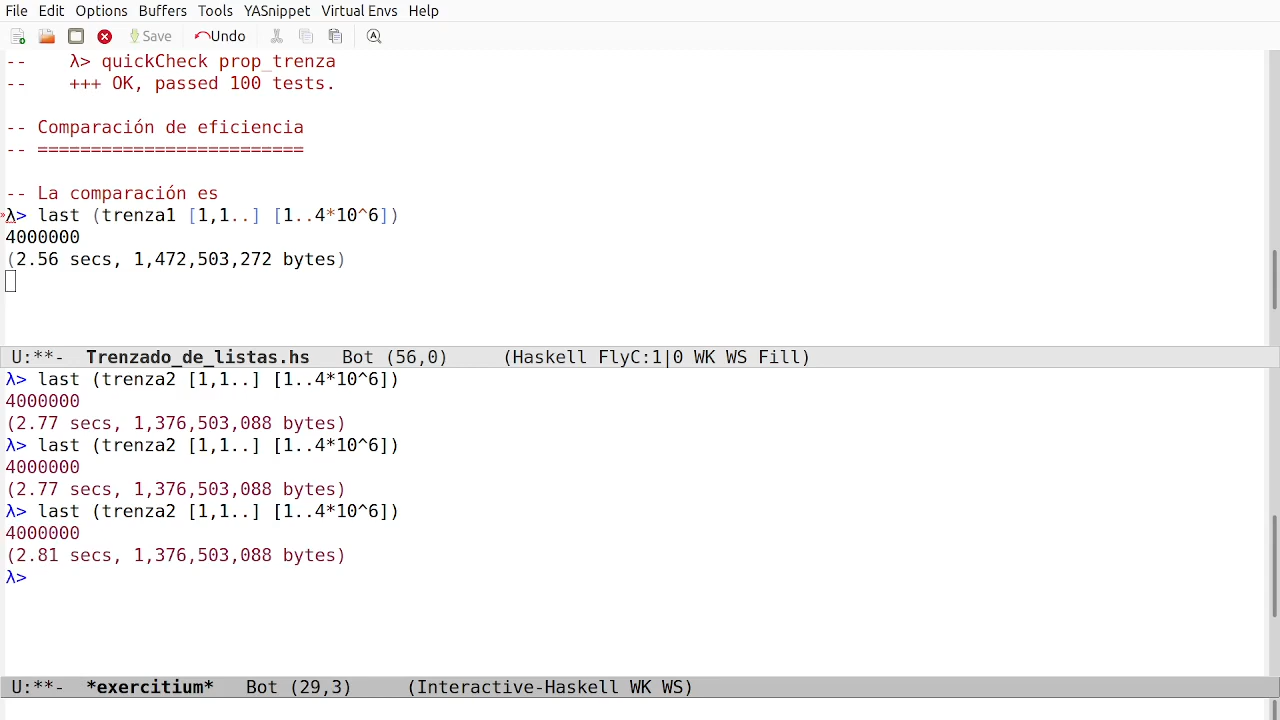 File Edit Options Buffers Tools YASnippet Virtual Envs Help
Save Undo
--    λ> quickCheck prop_trenza
--    +++ OK, passed 100 tests.
-- Comparación de eficiencia
-- =========================
-- La comparación es
λ> last (trenza1 [1,1..] [1..4*10^6])
4000000
(2.56 secs, 1,472,503,272 bytes)
U:**-  Trenzado_de_listas.hs   Bot (56,0)     (Haskell FlyC:1|0 WK WS Fill)
λ> last (trenza2 [1,1..] [1..4*10^6])
4000000
(2.77 secs, 1,376,503,088 bytes)
λ> last (trenza2 [1,1..] [1..4*10^6])
4000000
(2.77 secs, 1,376,503,088 bytes)
λ> last (trenza2 [1,1..] [1..4*10^6])
4000000
(2.81 secs, 1,376,503,088 bytes)
λ>
U:**-  *exercitium*   Bot (29,3)     (Interactive-Haskell WK WS)